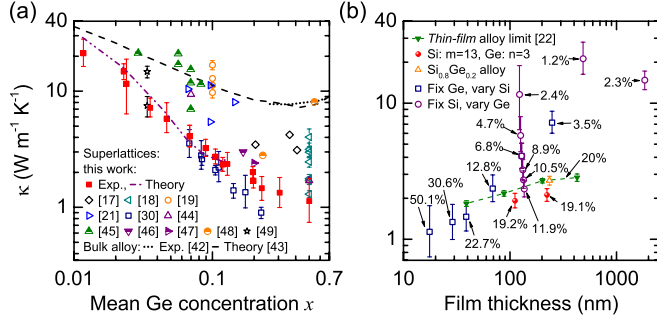 (a)
40
10
1
κ (W m⁻¹ K⁻¹)
Superlattices:
this work:
Exp., Theory
[17] [18] [19]
[21] [30] [44]
[45] [46] [47] [48] [49]
Bulk alloy: Exp. [42] Theory [43]
0.01 0.1 0.7
Mean Ge concentration x
(b)
40
10
1
Thin-film alloy limit [22]
Si: m=13, Ge: n=3
Si0.8Ge0.2 alloy
Fix Ge, vary Si
Fix Si, vary Ge
1.2%
2.3%
2.4%
4.7%
3.5%
6.8%
8.9%
12.8%
10.5%
20%
30.6%
50.1%
19.2%
19.1%
22.7%
11.9%
10 100 1000
Film thickness (nm)